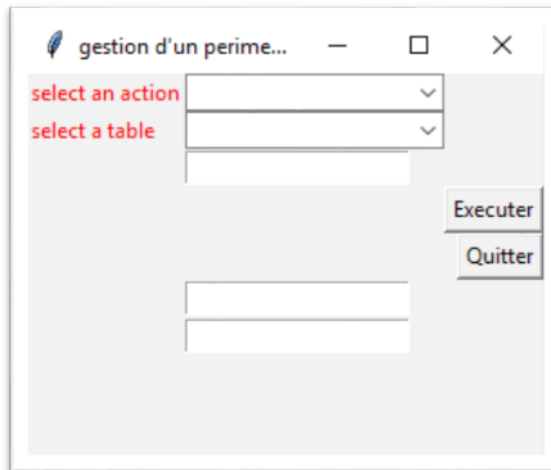 gestion d'un perime...
select an action
select a table
Executer
Quitter